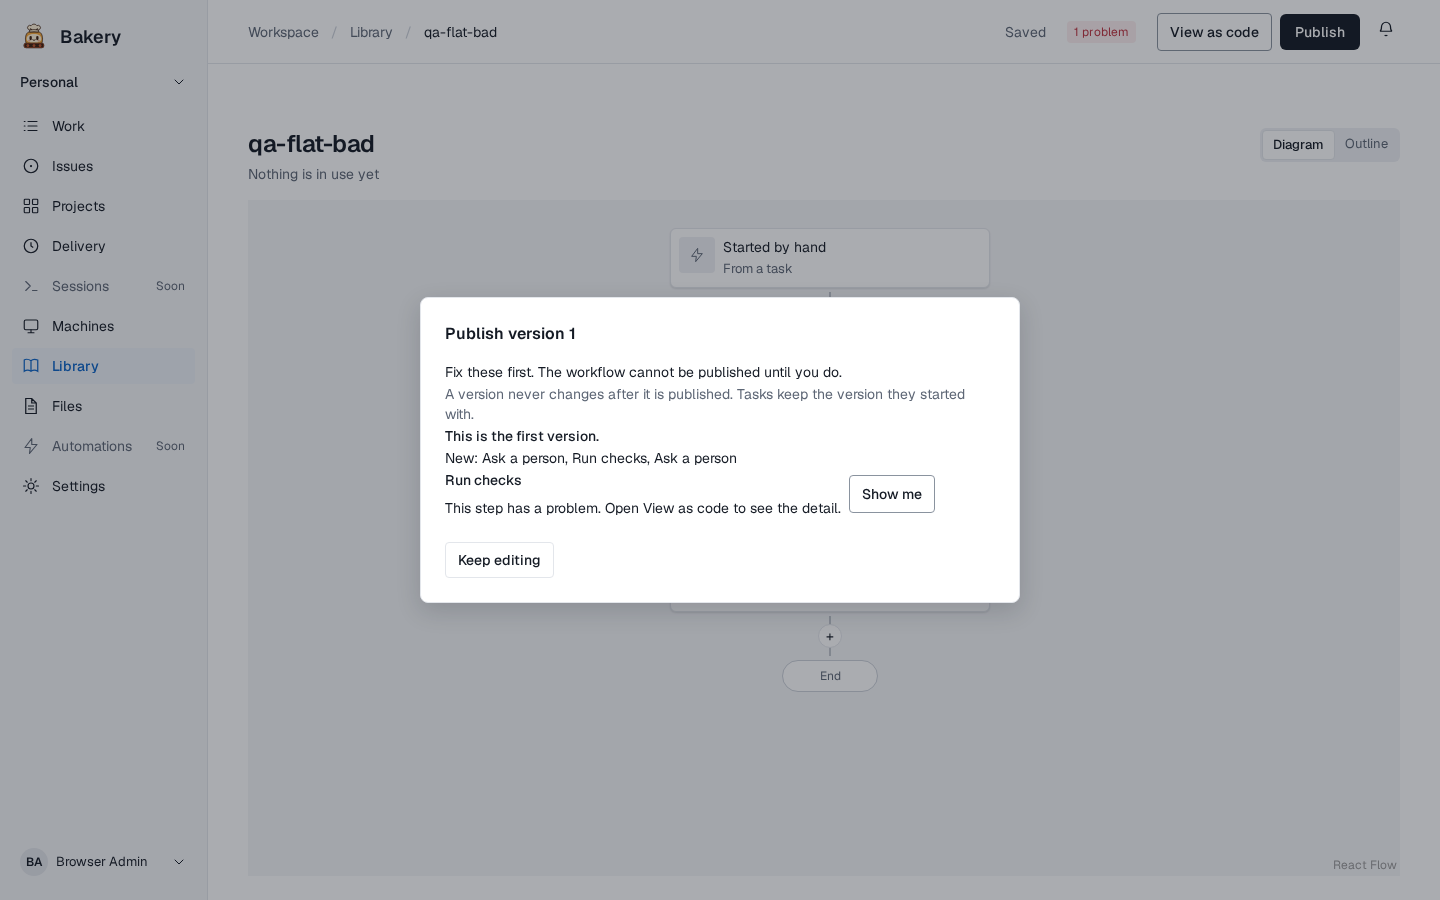 Bakery
Personal
Work
Issues
Projects
Delivery
Sessions Soon
Machines
Library
Files
Automations Soon
Settings
BA Browser Admin
Workspace / Library / qa-flat-bad
Saved 1 problem View as code Publish
qa-flat-bad
Nothing is in use yet
Diagram Outline
Started by hand
From a task
Publish version 1
Fix these first. The workflow cannot be published until you do.
A version never changes after it is published. Tasks keep the version they started
with.
This is the first version.
New: Ask a person, Run checks, Ask a person
Run checks
This step has a problem. Open View as code to see the detail. Show me
Keep editing
+
End
React Flow